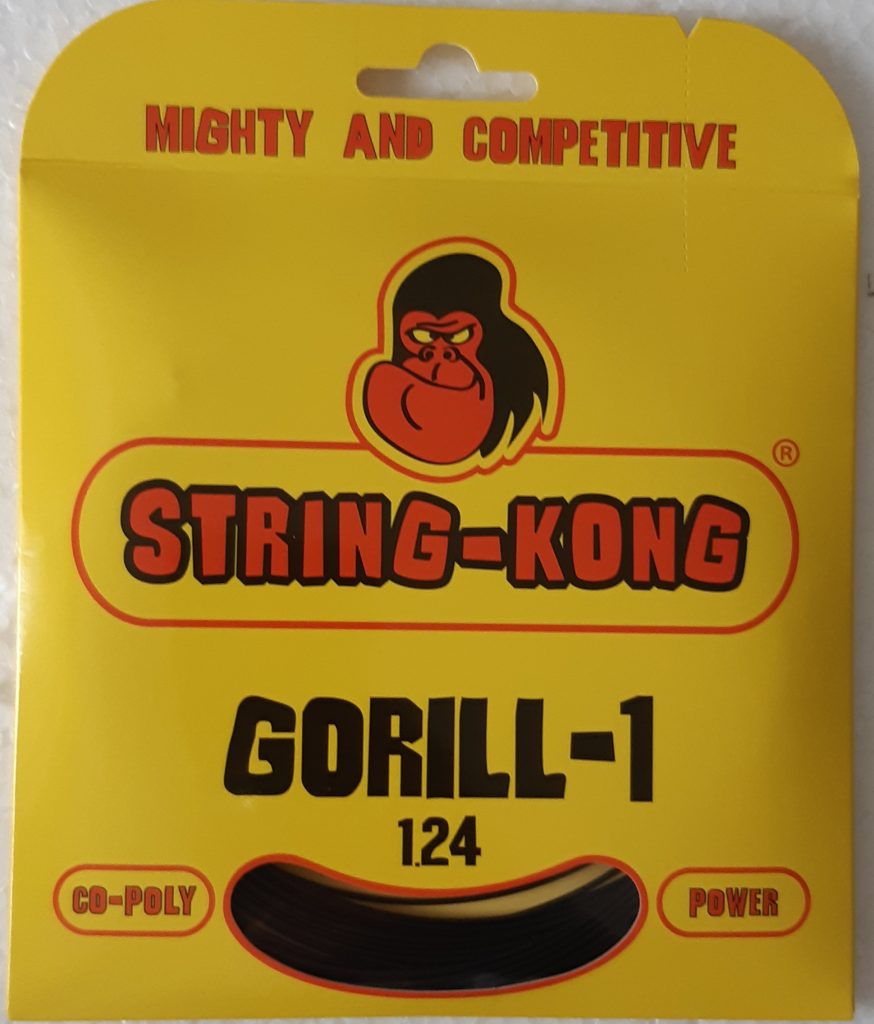 MIGHTY AND COMPETITIVE
®
STRING-KONG
GORILL-1
1.24
CO-POLY
POWER